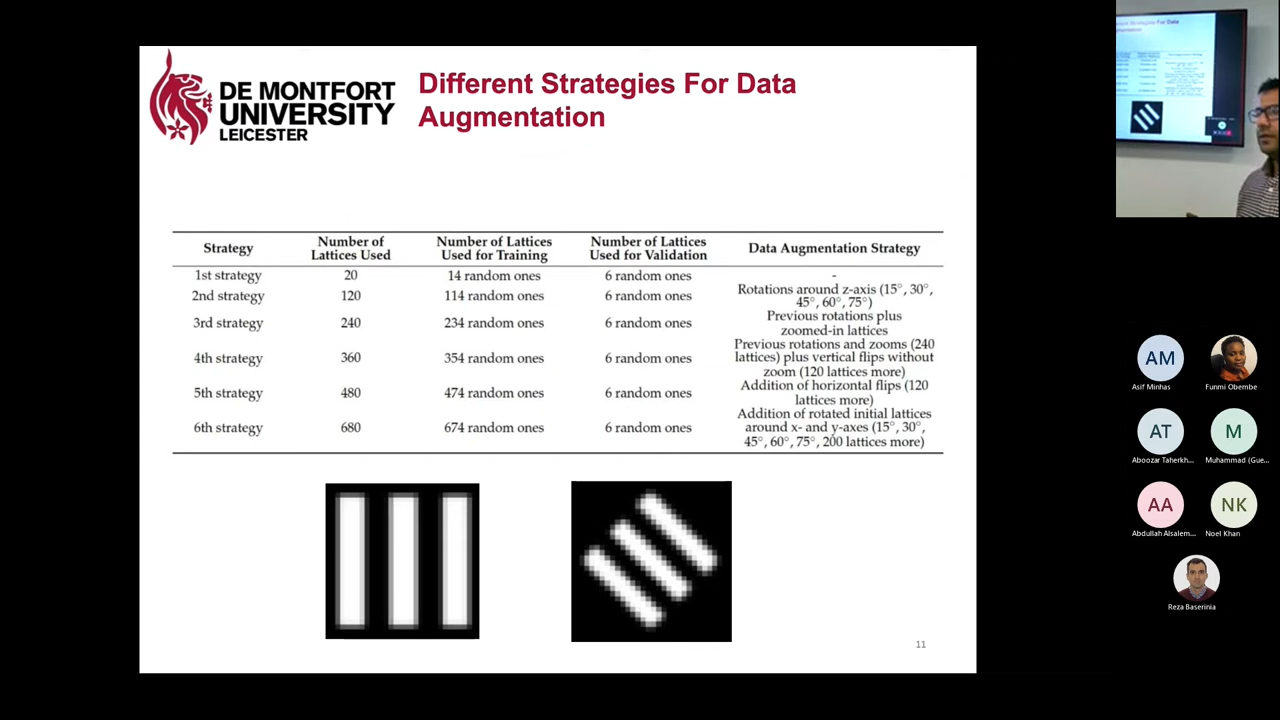 DE MONTFORT
UNIVERSITY
LEICESTER
Different Strategies For Data
Augmentation
Strategy
Number of
Lattices Used
Number of Lattices
Used for Training
Number of Lattices
Used for Validation
Data Augmentation Strategy
1st strategy 20 14 random ones 6 random ones -
2nd strategy 120 114 random ones 6 random ones Rotations around z-axis (15°, 30°,
45°, 60°, 75°)
3rd strategy 240 234 random ones 6 random ones Previous rotations plus
zoomed-in lattices
4th strategy 360 354 random ones 6 random ones Previous rotations and zooms (240
lattices) plus vertical flips without
zoom (120 lattices more)
5th strategy 480 474 random ones 6 random ones Addition of horizontal flips (120
lattices more)
6th strategy 680 674 random ones 6 random ones Addition of rotated initial lattices
around x- and y-axes (15°, 30°,
45°, 60°, 75°, 200 lattices more)
11
AM
Asif Minhas
Funmi Obembe
AT
Aboozar Taherkh...
M
Muhammad (Gue...
AA
Abdullah Alsalem...
NK
Noel Khan
Reza Baserinia